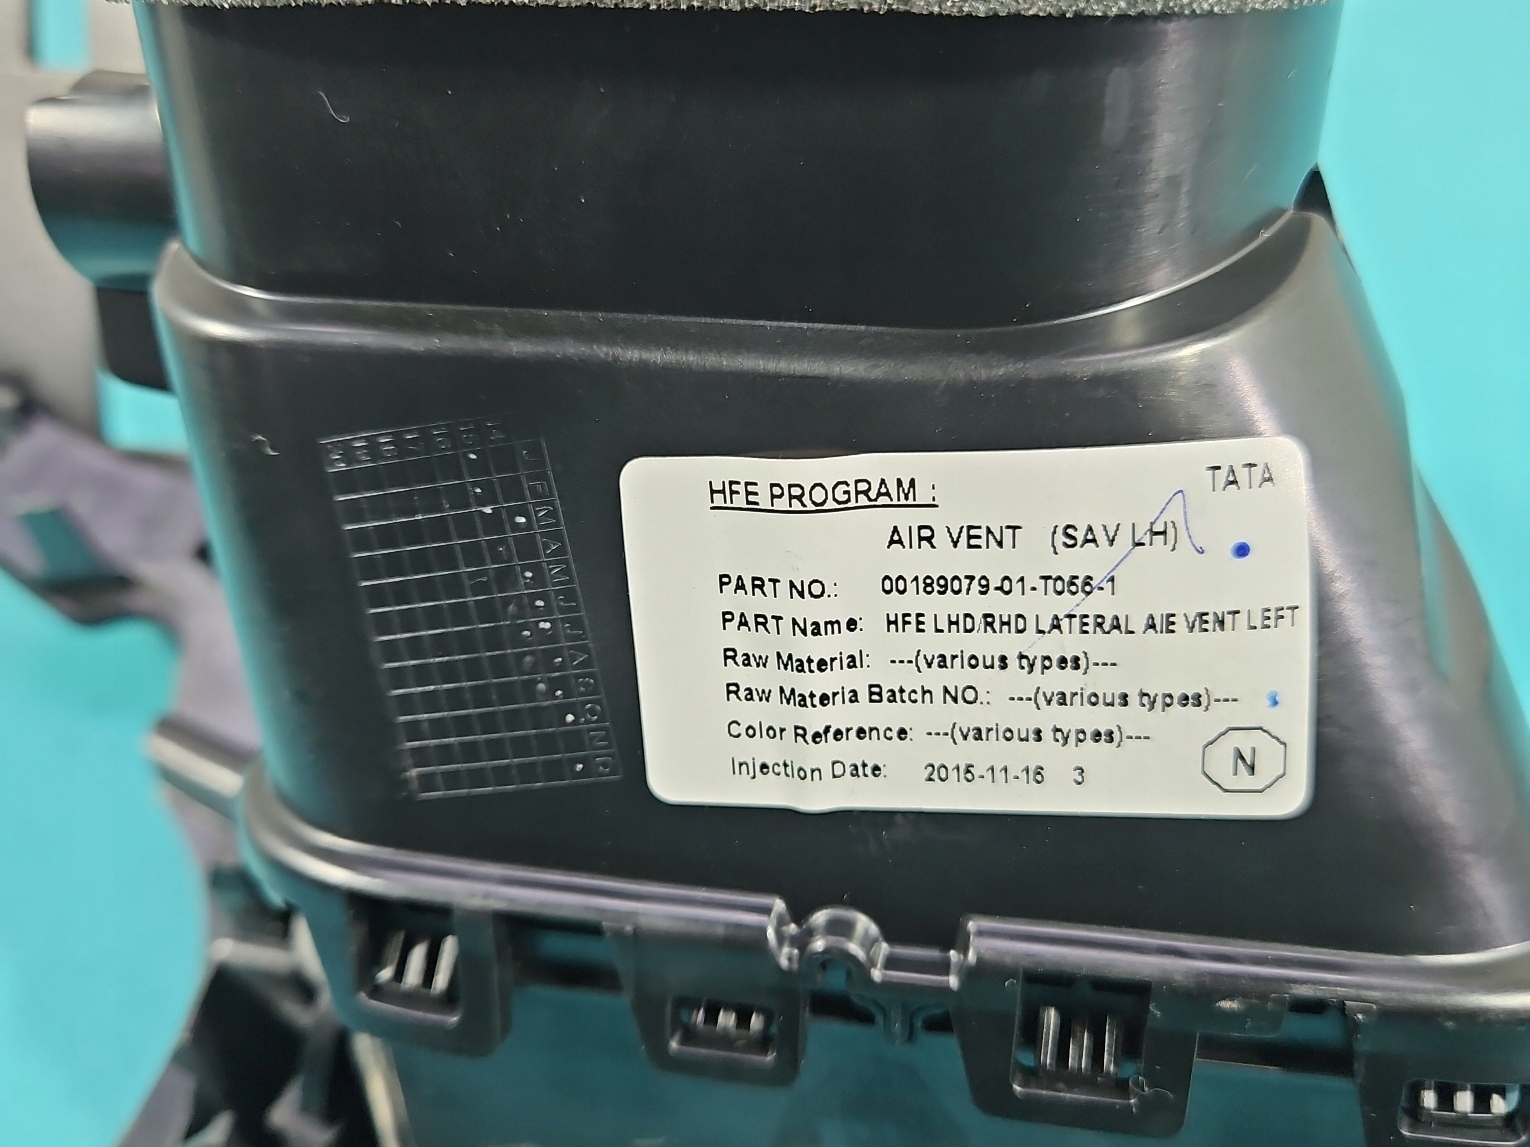 HFE PROGRAM :
TATA
AIR VENT (SAV LH)
PART NO.: 00189079-01-T056-1
PART Name: HFE LHD/RHD LATERAL AIE VENT LEFT
Raw Material: ---(various types)---
Raw Materia Batch NO.: ---(various types)---
Color Reference: ---(various types)---
Injection Date: 2015-11-16 3
N
J
F
M
A
M
J
J
A
S
O
N